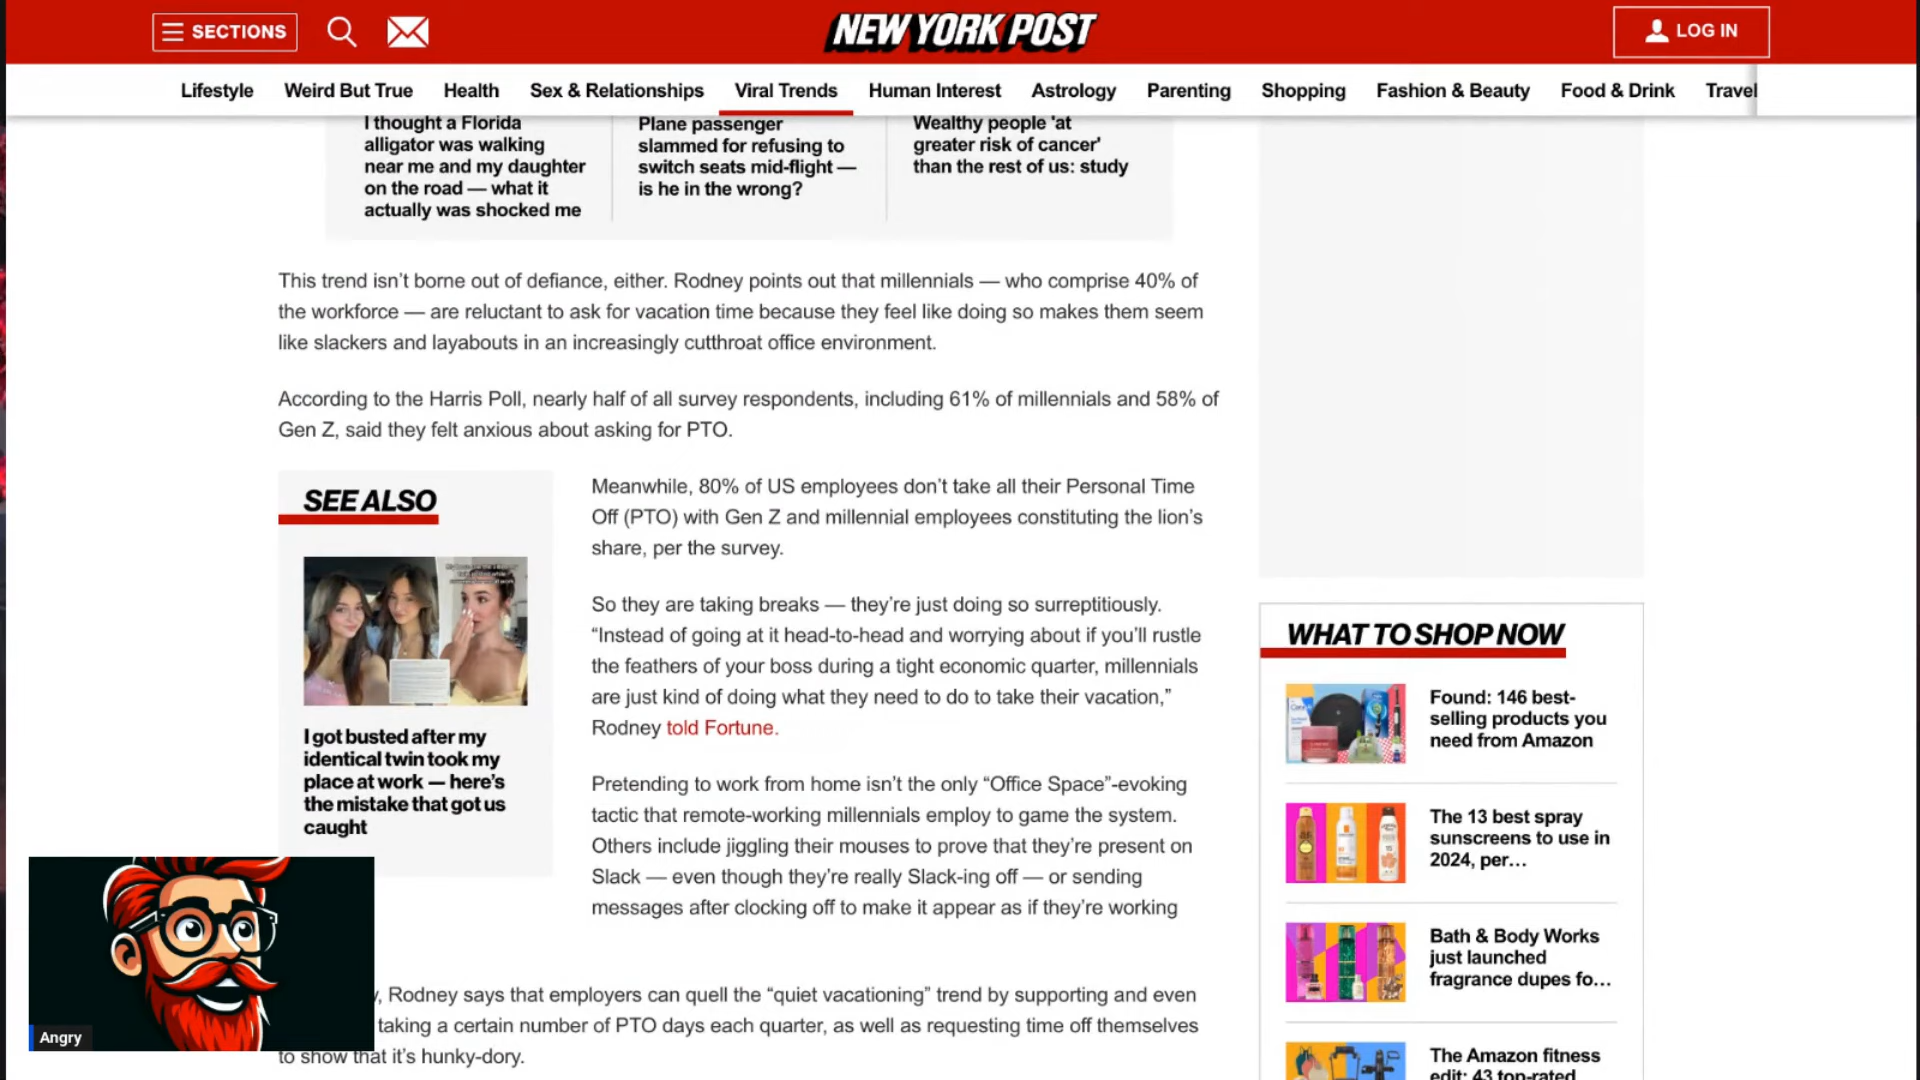 SECTIONS
NEW YORK POST
LOG IN
Lifestyle Weird But True Health Sex & Relationships Viral Trends Human Interest Astrology Parenting Shopping Fashion & Beauty Food & Drink Travel
I thought a Florida
alligator was walking
near me and my daughter
on the road — what it
actually was shocked me
Plane passenger
slammed for refusing to
switch seats mid-flight —
is he in the wrong?
Wealthy people 'at
greater risk of cancer'
than the rest of us: study
This trend isn’t borne out of defiance, either. Rodney points out that millennials — who comprise 40% of
the workforce — are reluctant to ask for vacation time because they feel like doing so makes them seem
like slackers and layabouts in an increasingly cutthroat office environment.
According to the Harris Poll, nearly half of all survey respondents, including 61% of millennials and 58% of
Gen Z, said they felt anxious about asking for PTO.
SEE ALSO
I got busted after my
identical twin took my
place at work — here’s
the mistake that got us
caught
Meanwhile, 80% of US employees don’t take all their Personal Time
Off (PTO) with Gen Z and millennial employees constituting the lion’s
share, per the survey.
So they are taking breaks — they’re just doing so surreptitiously.
“Instead of going at it head-to-head and worrying about if you’ll rustle
the feathers of your boss during a tight economic quarter, millennials
are just kind of doing what they need to do to take their vacation,”
Rodney told Fortune.
Pretending to work from home isn’t the only “Office Space”-evoking
tactic that remote-working millennials employ to game the system.
Others include jiggling their mouses to prove that they’re present on
Slack — even though they’re really Slack-ing off — or sending
messages after clocking off to make it appear as if they’re working
, Rodney says that employers can quell the “quiet vacationing” trend by supporting and even
taking a certain number of PTO days each quarter, as well as requesting time off themselves
to show that it’s hunky-dory.
WHAT TO SHOP NOW
Found: 146 best-
selling products you
need from Amazon
The 13 best spray
sunscreens to use in
2024, per…
Bath & Body Works
just launched
fragrance dupes fo…
The Amazon fitness
edit: 43 top-rated
Angry